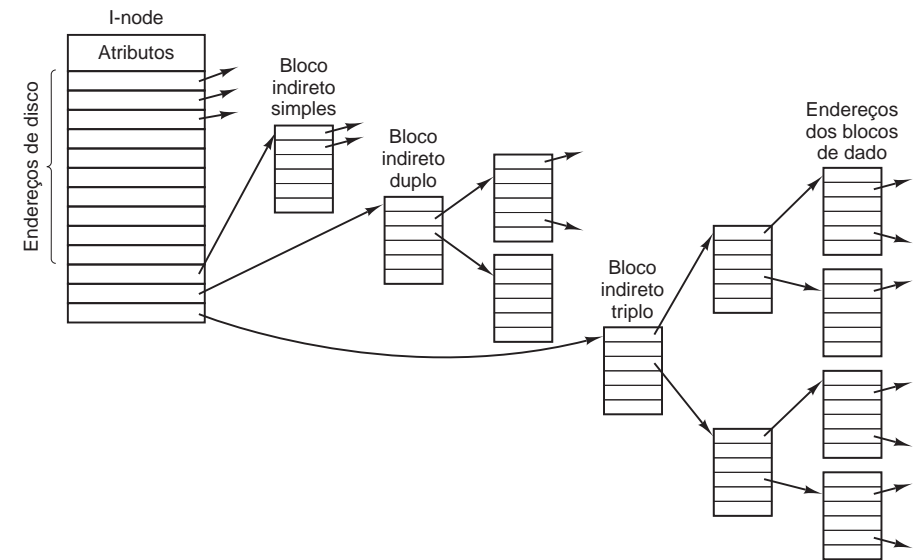 I-node
Atributos
Endereços de disco
Bloco
indireto
simples
Bloco
indireto
duplo
Bloco
indireto
triplo
Endereços
dos blocos
de dado